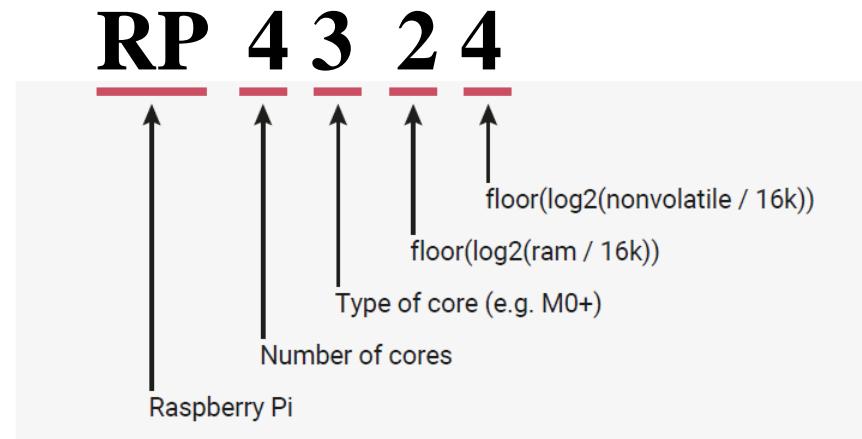 RP 4 3 2 4
floor(log2(nonvolatile / 16k))
floor(log2(ram / 16k))
Type of core (e.g. M0+)
Number of cores
Raspberry Pi